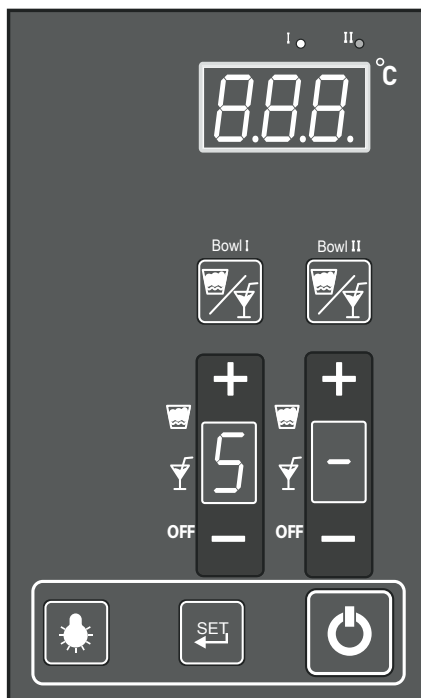 I II
8.8.8. °C
Bowl I Bowl II
+ +
5 -
OFF — OFF —
SET